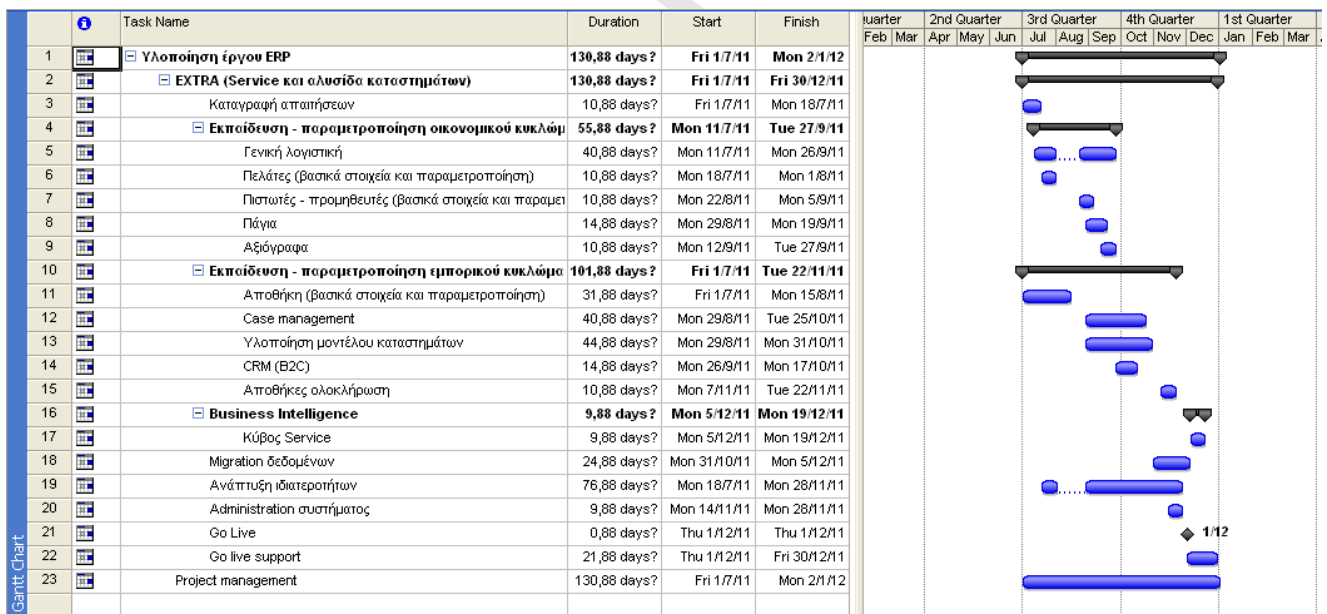 Task Name Duration Start Finish uarter 2nd Quarter 3rd Quarter 4th Quarter 1st Quarter
Feb Mar Apr May Jun Jul Aug Sep Oct Nov Dec Jan Feb Mar
1 Υλοποίηση έργου ERP 130,88 days? Fri 1/7/11 Mon 2/1/12
2 EXTRA (Service και αλυσίδα καταστημάτων) 130,88 days? Fri 1/7/11 Fri 30/12/11
3 Καταγραφή απαιτήσεων 10,88 days? Fri 1/7/11 Mon 18/7/11
4 Εκπαίδευση - παραμετροποίηση οικονομικού κυκλώμ 55,88 days? Mon 11/7/11 Tue 27/9/11
5 Γενική λογιστική 40,88 days? Mon 11/7/11 Mon 26/9/11
6 Πελάτες (βασικά στοιχεία και παραμετροποίηση) 10,88 days? Mon 18/7/11 Mon 1/8/11
7 Πιστωτές - προμηθευτές (βασικά στοιχεία και παραμετ 10,88 days? Mon 22/8/11 Mon 5/9/11
8 Πάγια 14,88 days? Mon 29/8/11 Mon 19/9/11
9 Αξιόγραφα 10,88 days? Mon 12/9/11 Tue 27/9/11
10 Εκπαίδευση - παραμετροποίηση εμπορικού κυκλώμα 101,88 days? Fri 1/7/11 Tue 22/11/11
11 Αποθήκη (βασικά στοιχεία και παραμετροποίηση) 31,88 days? Fri 1/7/11 Mon 15/8/11
12 Case management 40,88 days? Mon 29/8/11 Tue 25/10/11
13 Υλοποίηση μοντέλου καταστημάτων 44,88 days? Mon 29/8/11 Mon 31/10/11
14 CRM (B2C) 14,88 days? Mon 26/9/11 Mon 17/10/11
15 Αποθήκες ολοκλήρωση 10,88 days? Mon 7/11/11 Tue 22/11/11
16 Business Intelligence 9,88 days? Mon 5/12/11 Mon 19/12/11
17 Κύβος Service 9,88 days? Mon 5/12/11 Mon 19/12/11
18 Migration δεδομένων 24,88 days? Mon 31/10/11 Mon 5/12/11
19 Ανάπτυξη ιδιατεροτήτων 76,88 days? Mon 18/7/11 Mon 28/11/11
20 Administration συστήματος 9,88 days? Mon 14/11/11 Mon 28/11/11
21 Go Live 0,88 days? Thu 1/12/11 Thu 1/12/11 1/12
22 Go live support 21,88 days? Thu 1/12/11 Fri 30/12/11
23 Project management 130,88 days? Fri 1/7/11 Mon 2/1/12
Gantt Chart